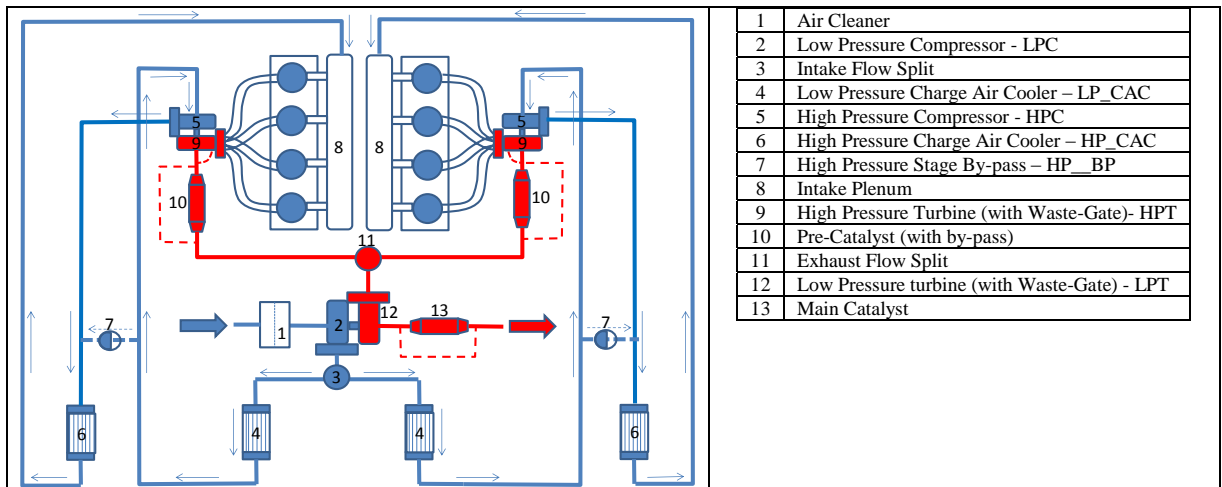 8
8
5
5
9
9
10
10
11
7
1
2
12
13
7
3
6
4
4
6
1 Air Cleaner
2 Low Pressure Compressor - LPC
3 Intake Flow Split
4 Low Pressure Charge Air Cooler – LP_CAC
5 High Pressure Compressor - HPC
6 High Pressure Charge Air Cooler – HP_CAC
7 High Pressure Stage By-pass – HP__BP
8 Intake Plenum
9 High Pressure Turbine (with Waste-Gate)- HPT
10 Pre-Catalyst (with by-pass)
11 Exhaust Flow Split
12 Low Pressure turbine (with Waste-Gate) - LPT
13 Main Catalyst